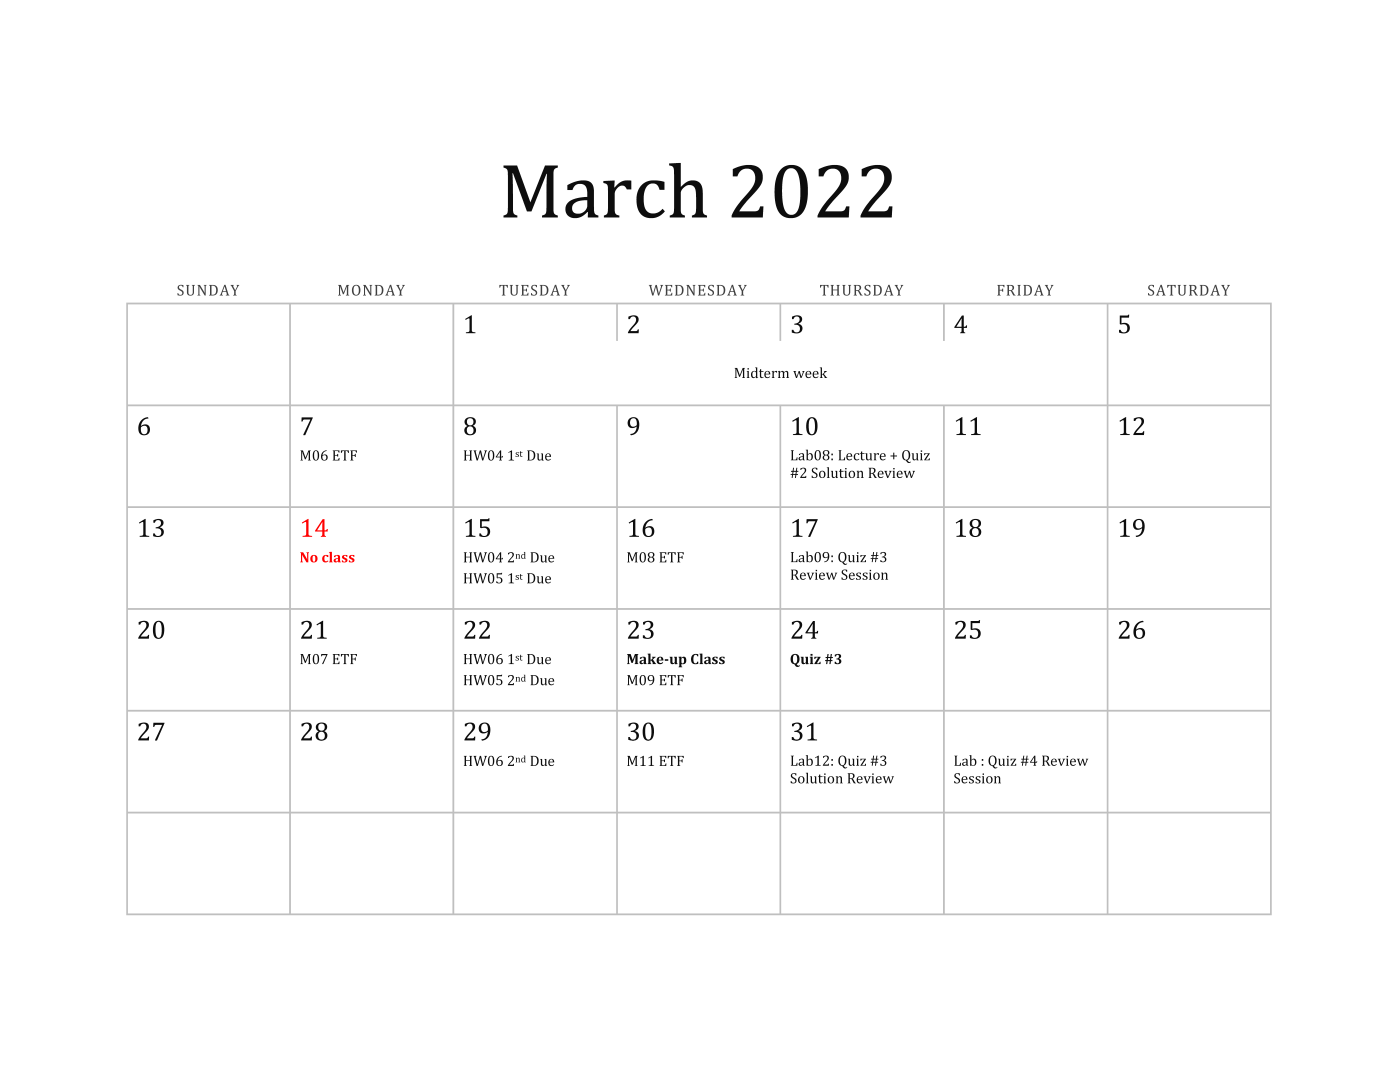 March 2022
SUNDAY MONDAY TUESDAY WEDNESDAY THURSDAY FRIDAY SATURDAY
1 2 3 4 5
Midterm week
6 7 8 9 10 11 12
M06 ETF HW04 1st Due Lab08: Lecture + Quiz
#2 Solution Review
13 14 15 16 17 18 19
No class HW04 2nd Due M08 ETF Lab09: Quiz #3
HW05 1st Due Review Session
20 21 22 23 24 25 26
M07 ETF HW06 1st Due Make-up Class Quiz #3
HW05 2nd Due M09 ETF
27 28 29 30 31
HW06 2nd Due M11 ETF Lab12: Quiz #3 Lab : Quiz #4 Review
Solution Review Session